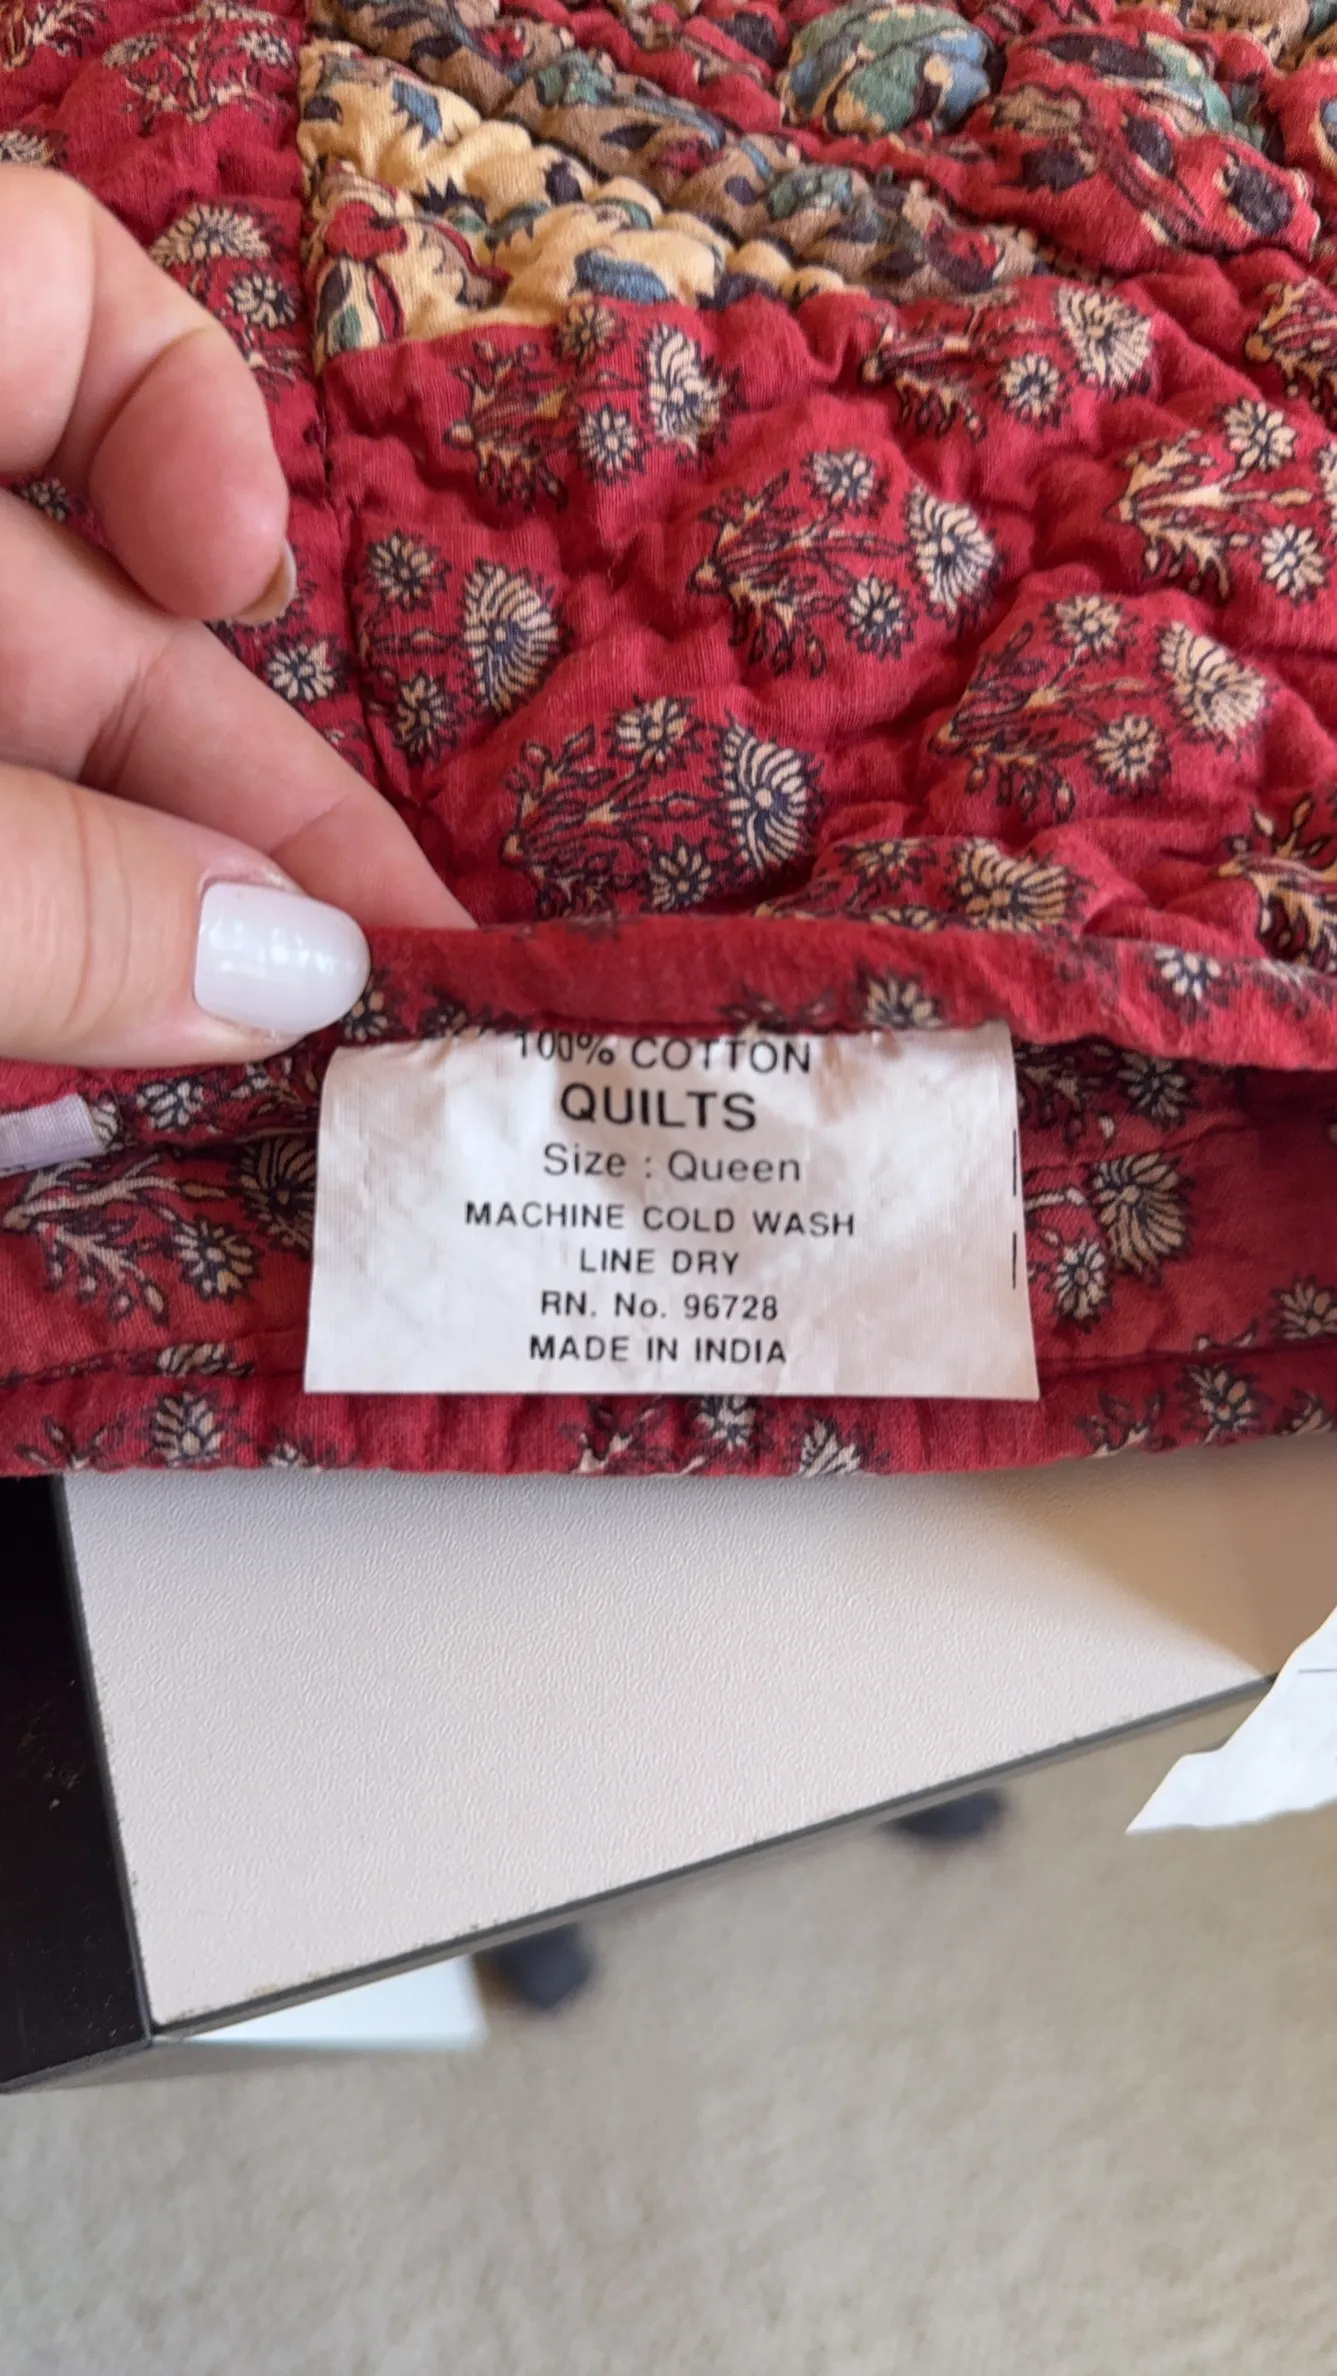 100% COTTON
QUILTS
Size : Queen
MACHINE COLD WASH
LINE DRY
RN. No. 96728
MADE IN INDIA